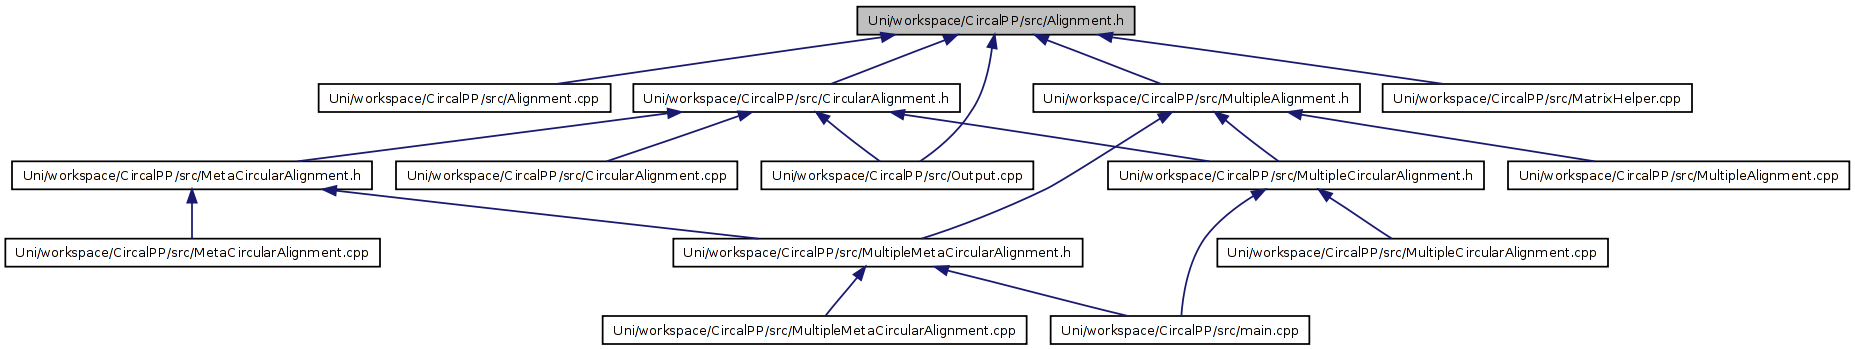 Uni/workspace/CircalPP/src/Alignment.h
Uni/workspace/CircalPP/src/Alignment.cpp
Uni/workspace/CircalPP/src/CircularAlignment.h
Uni/workspace/CircalPP/src/MultipleAlignment.h
Uni/workspace/CircalPP/src/MatrixHelper.cpp
Uni/workspace/CircalPP/src/MetaCircularAlignment.h
Uni/workspace/CircalPP/src/CircularAlignment.cpp
Uni/workspace/CircalPP/src/Output.cpp
Uni/workspace/CircalPP/src/MultipleCircularAlignment.h
Uni/workspace/CircalPP/src/MultipleAlignment.cpp
Uni/workspace/CircalPP/src/MetaCircularAlignment.cpp
Uni/workspace/CircalPP/src/MultipleMetaCircularAlignment.h
Uni/workspace/CircalPP/src/MultipleCircularAlignment.cpp
Uni/workspace/CircalPP/src/MultipleMetaCircularAlignment.cpp
Uni/workspace/CircalPP/src/main.cpp